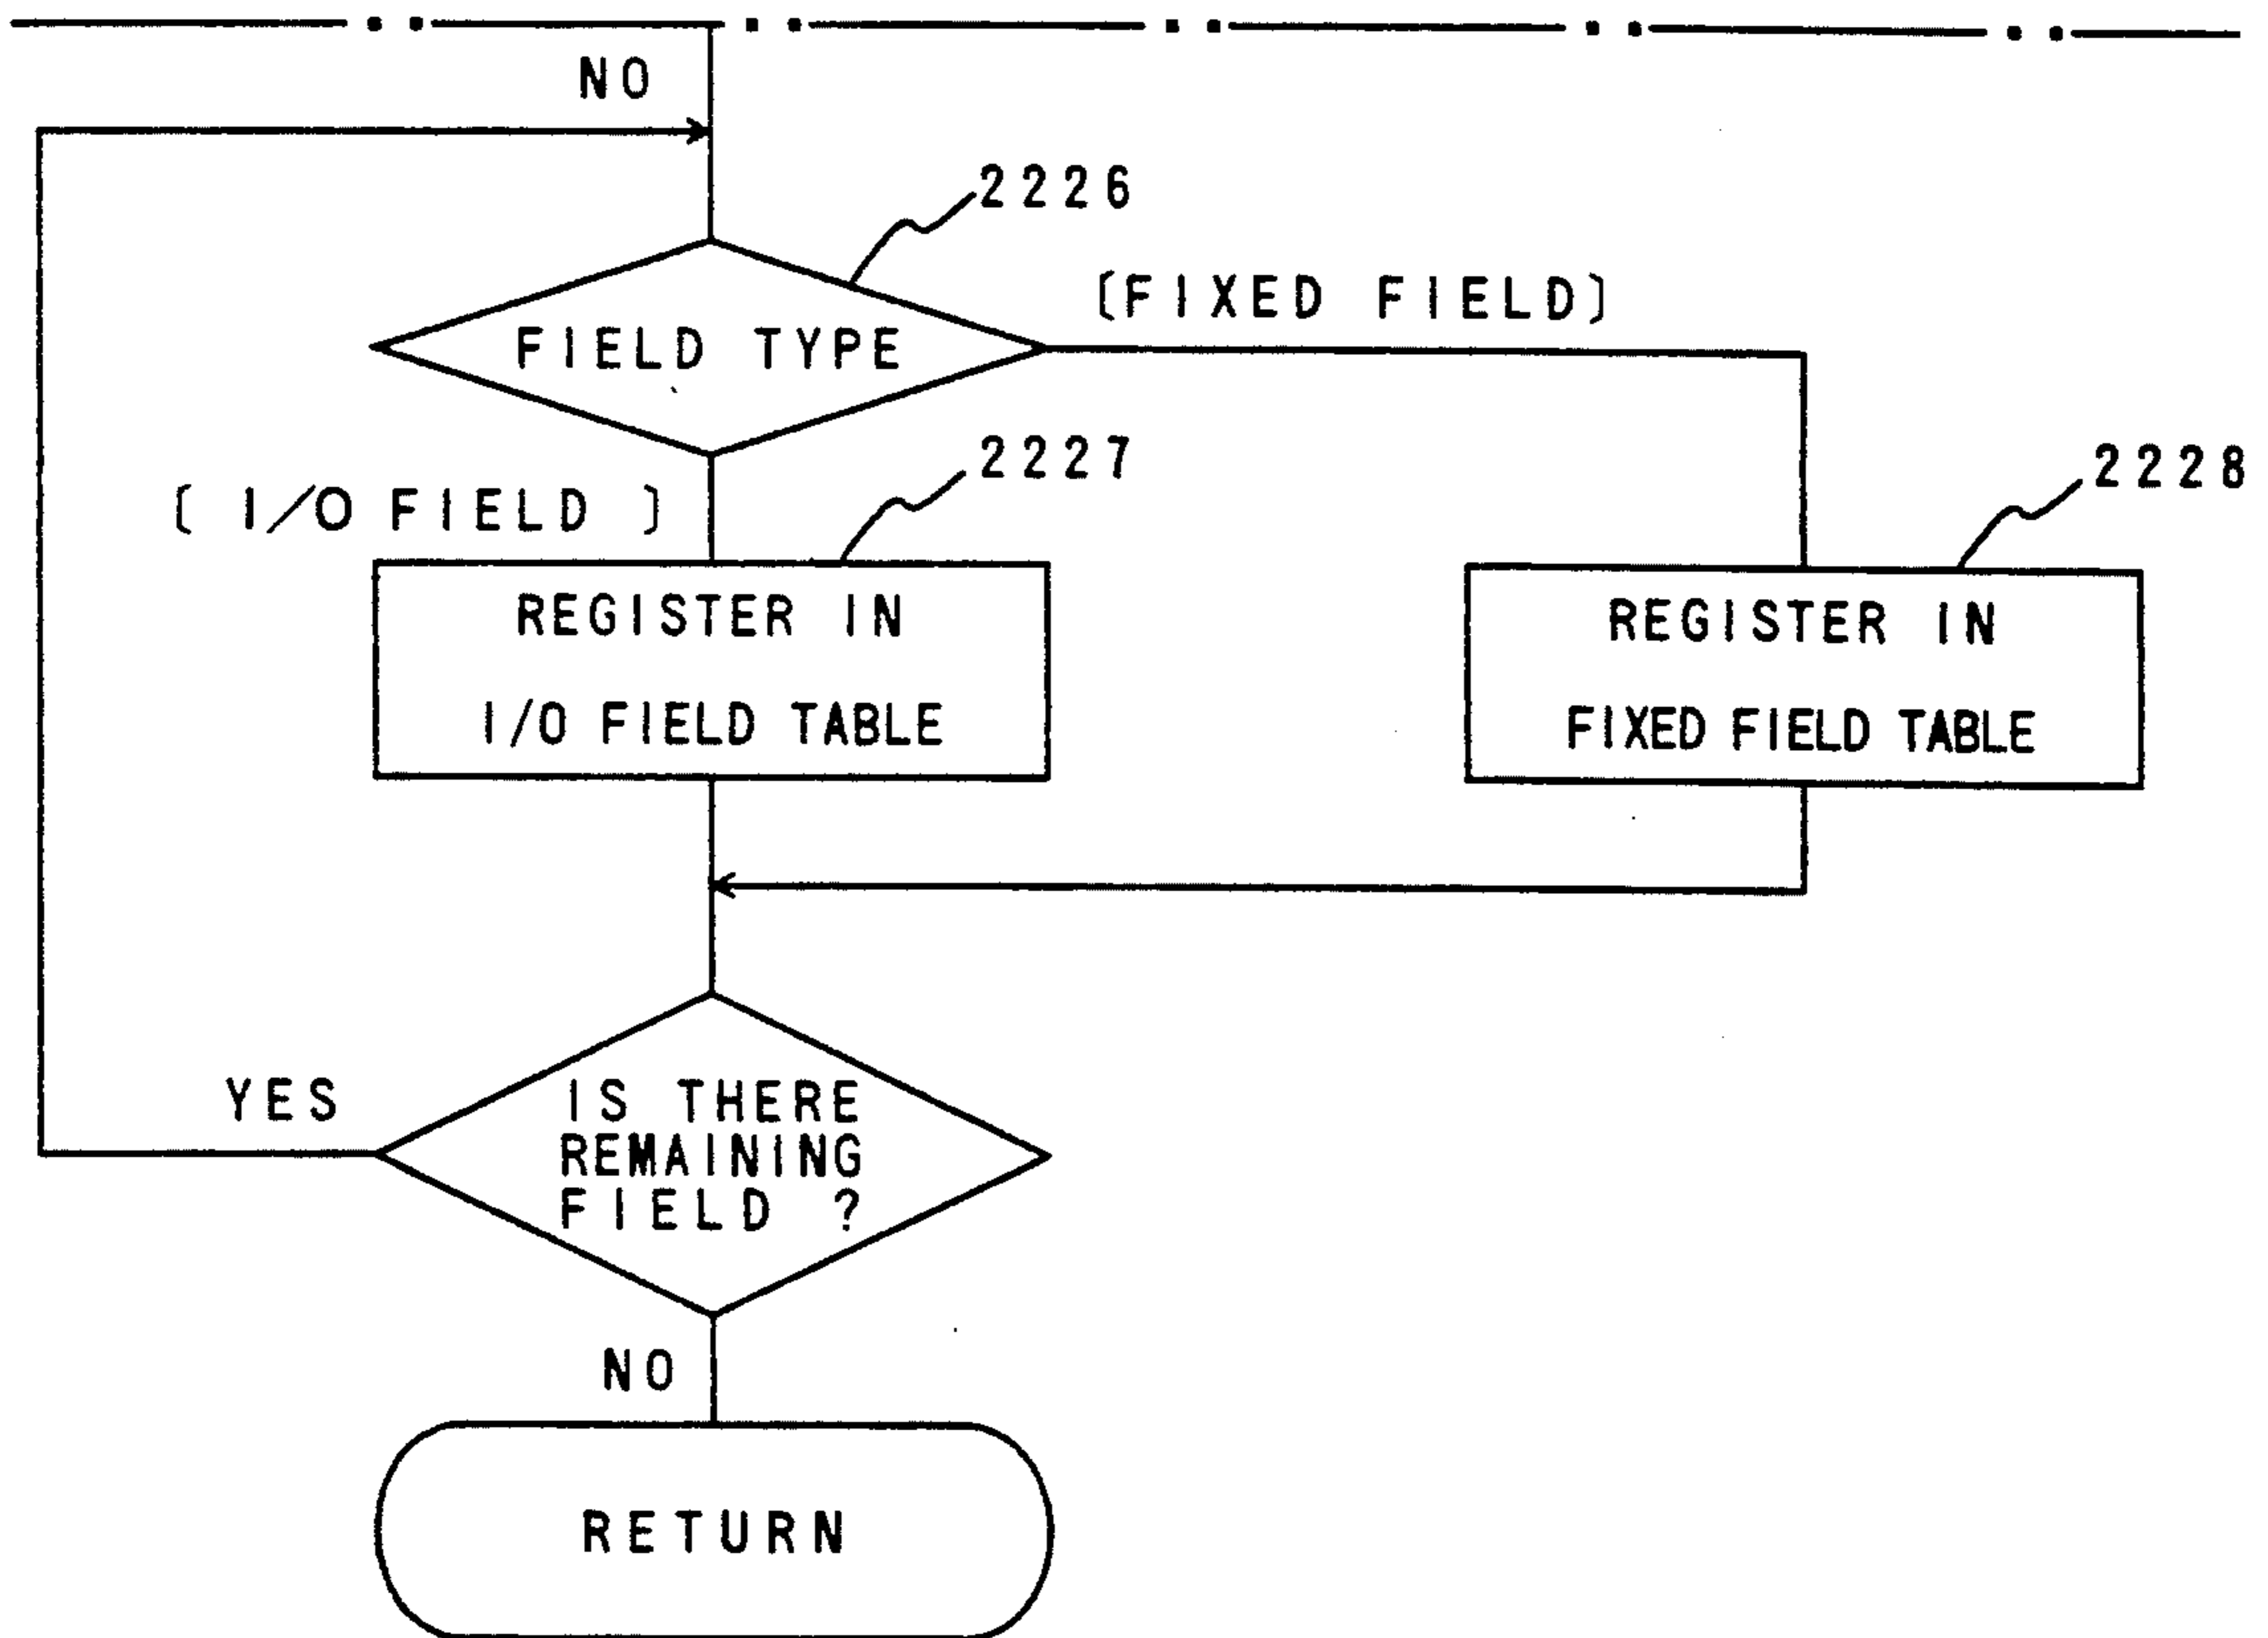 NO
2226
[FIXED FIELD]
FIELD TYPE
2227
2228
[ I/O FIELD ]
REGISTER IN
I/O FIELD TABLE
REGISTER IN
FIXED FIELD TABLE
YES
IS THERE
REMAINING
FIELD ?
NO
RETURN